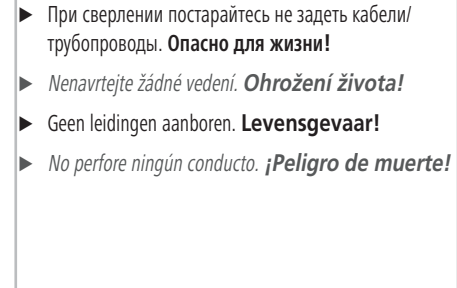 ► При сверлении постарайтесь не задеть кабели/
трубопроводы. Опасно для жизни!
► Nenavrtejte žádné vedení. Ohrožení života!
► Geen leidingen aanboren. Levensgevaar!
► No perfore ningún conducto. ¡Peligro de muerte!